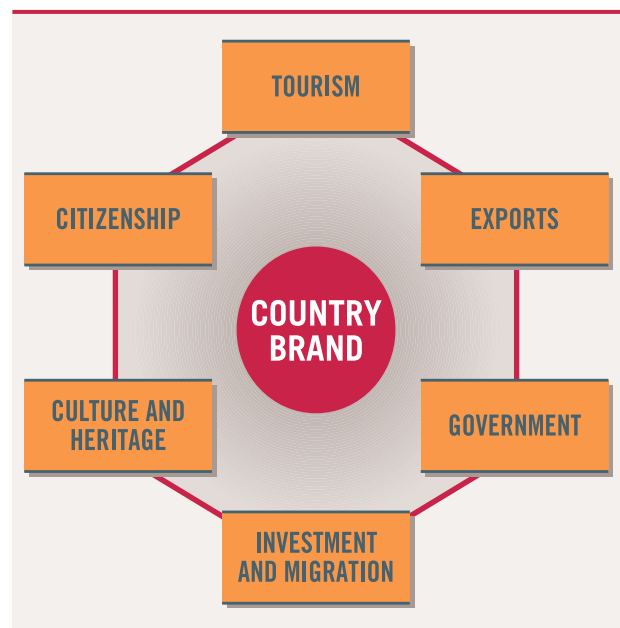 TOURISM
CITIZENSHIP
EXPORTS
COUNTRY
BRAND
CULTURE AND
HERITAGE
GOVERNMENT
INVESTMENT
AND MIGRATION